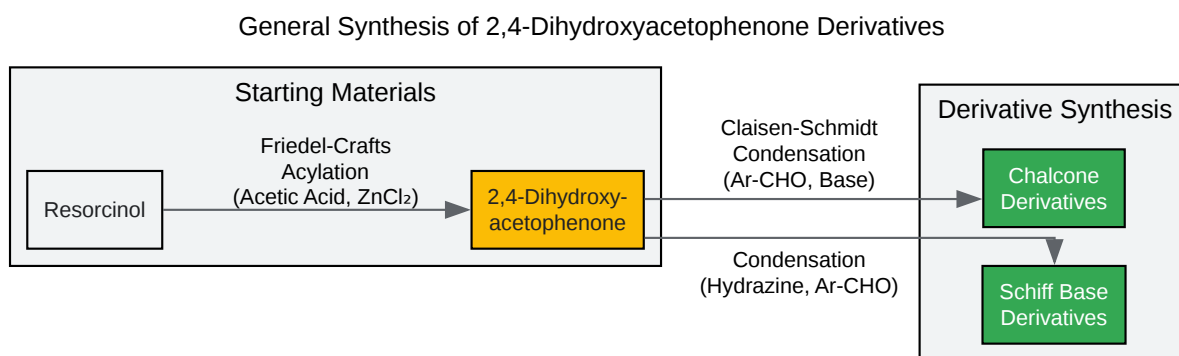 General Synthesis of 2,4-Dihydroxyacetophenone Derivatives
Starting Materials
Friedel-Crafts
Acylation
(Acetic Acid, ZnCl₂)
Resorcinol
2,4-Dihydroxy-
acetophenone
Claisen-Schmidt
Condensation
(Ar-CHO, Base)
Condensation
(Hydrazine, Ar-CHO)
Derivative Synthesis
Chalcone
Derivatives
Schiff Base
Derivatives